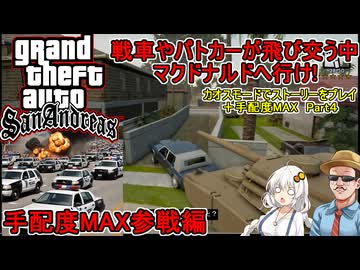 grand
theft
auto
San Andreas
戦車やパトカーが飛び交う中
マクドナルドへ行け!
カオスモードでストーリーをプレイ
+手配度MAX Part4
手配度MAX参戦編
?